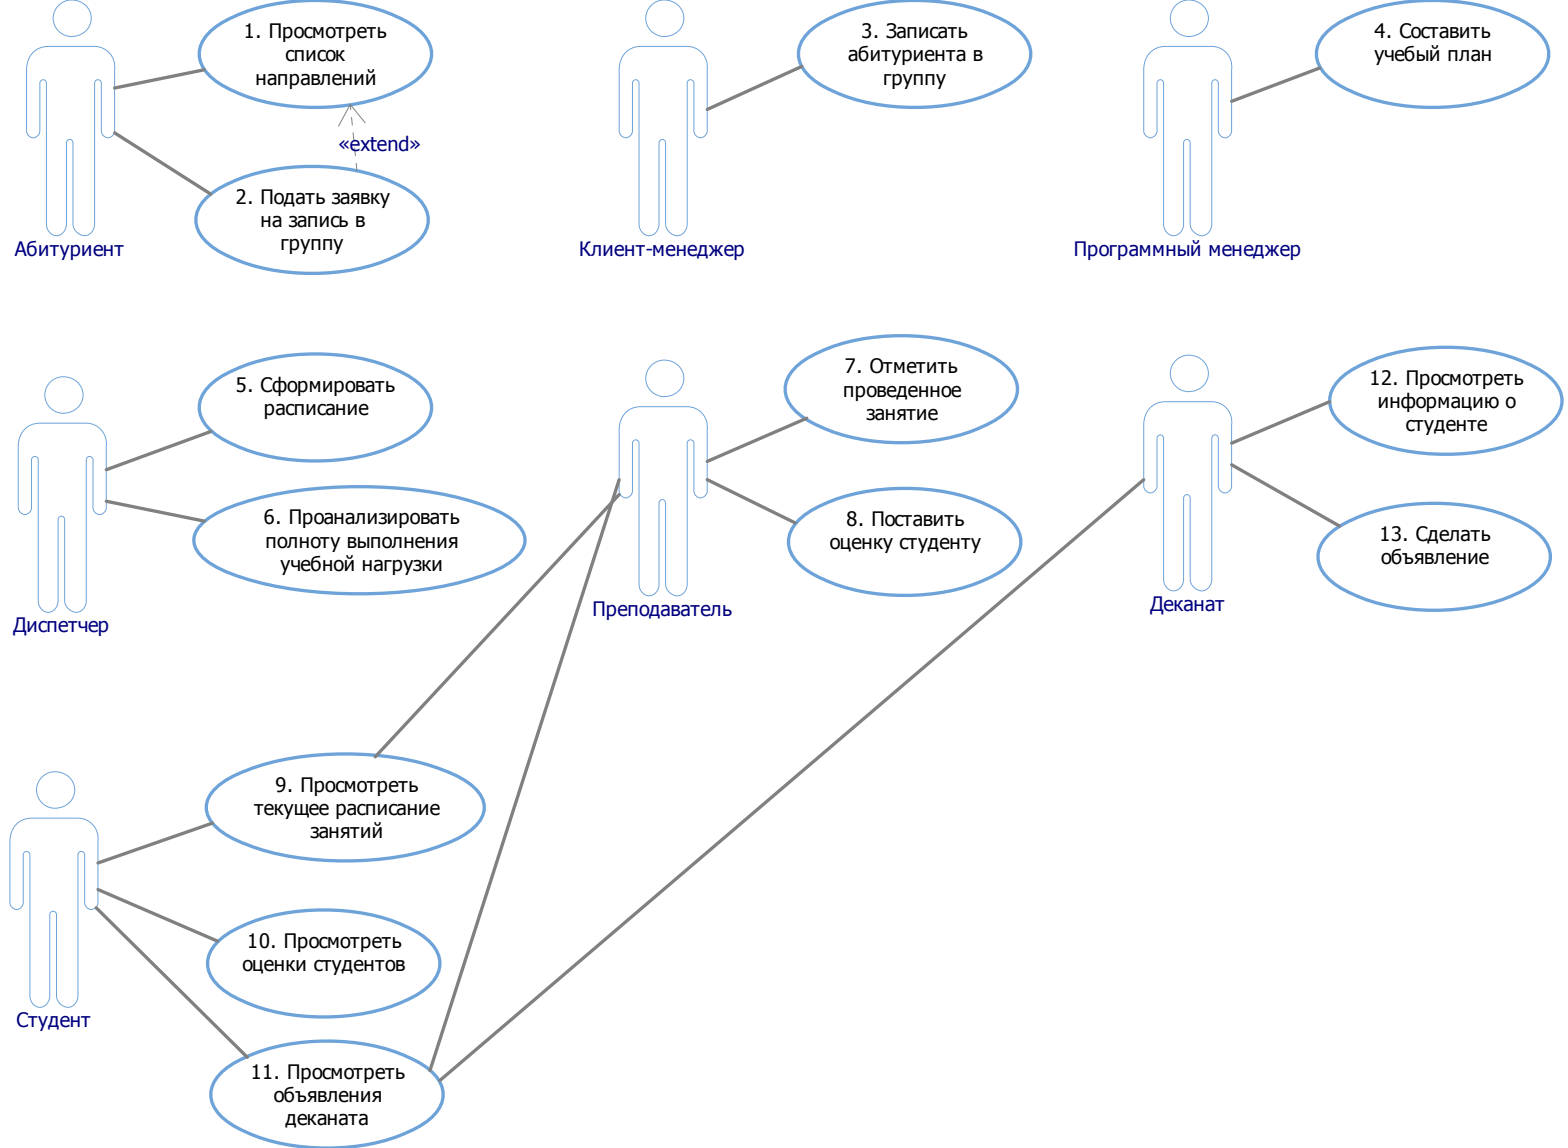 1. Просмотреть
список
направлений
«extend»
2. Подать заявку
на запись в
группу
Абитуриент
3. Записать
абитуриента в
группу
Клиент-менеджер
4. Составить
учебый план
Программный менеджер
5. Сформировать
расписание
6. Проанализировать
полноту выполнения
учебной нагрузки
Диспетчер
7. Отметить
проведенное
занятие
8. Поставить
оценку студенту
Преподаватель
12. Просмотреть
информацию о
студенте
13. Сделать
объявление
Деканат
9. Просмотреть
текущее расписание
занятий
10. Просмотреть
оценки студентов
Студент
11. Просмотреть
объявления
деканата